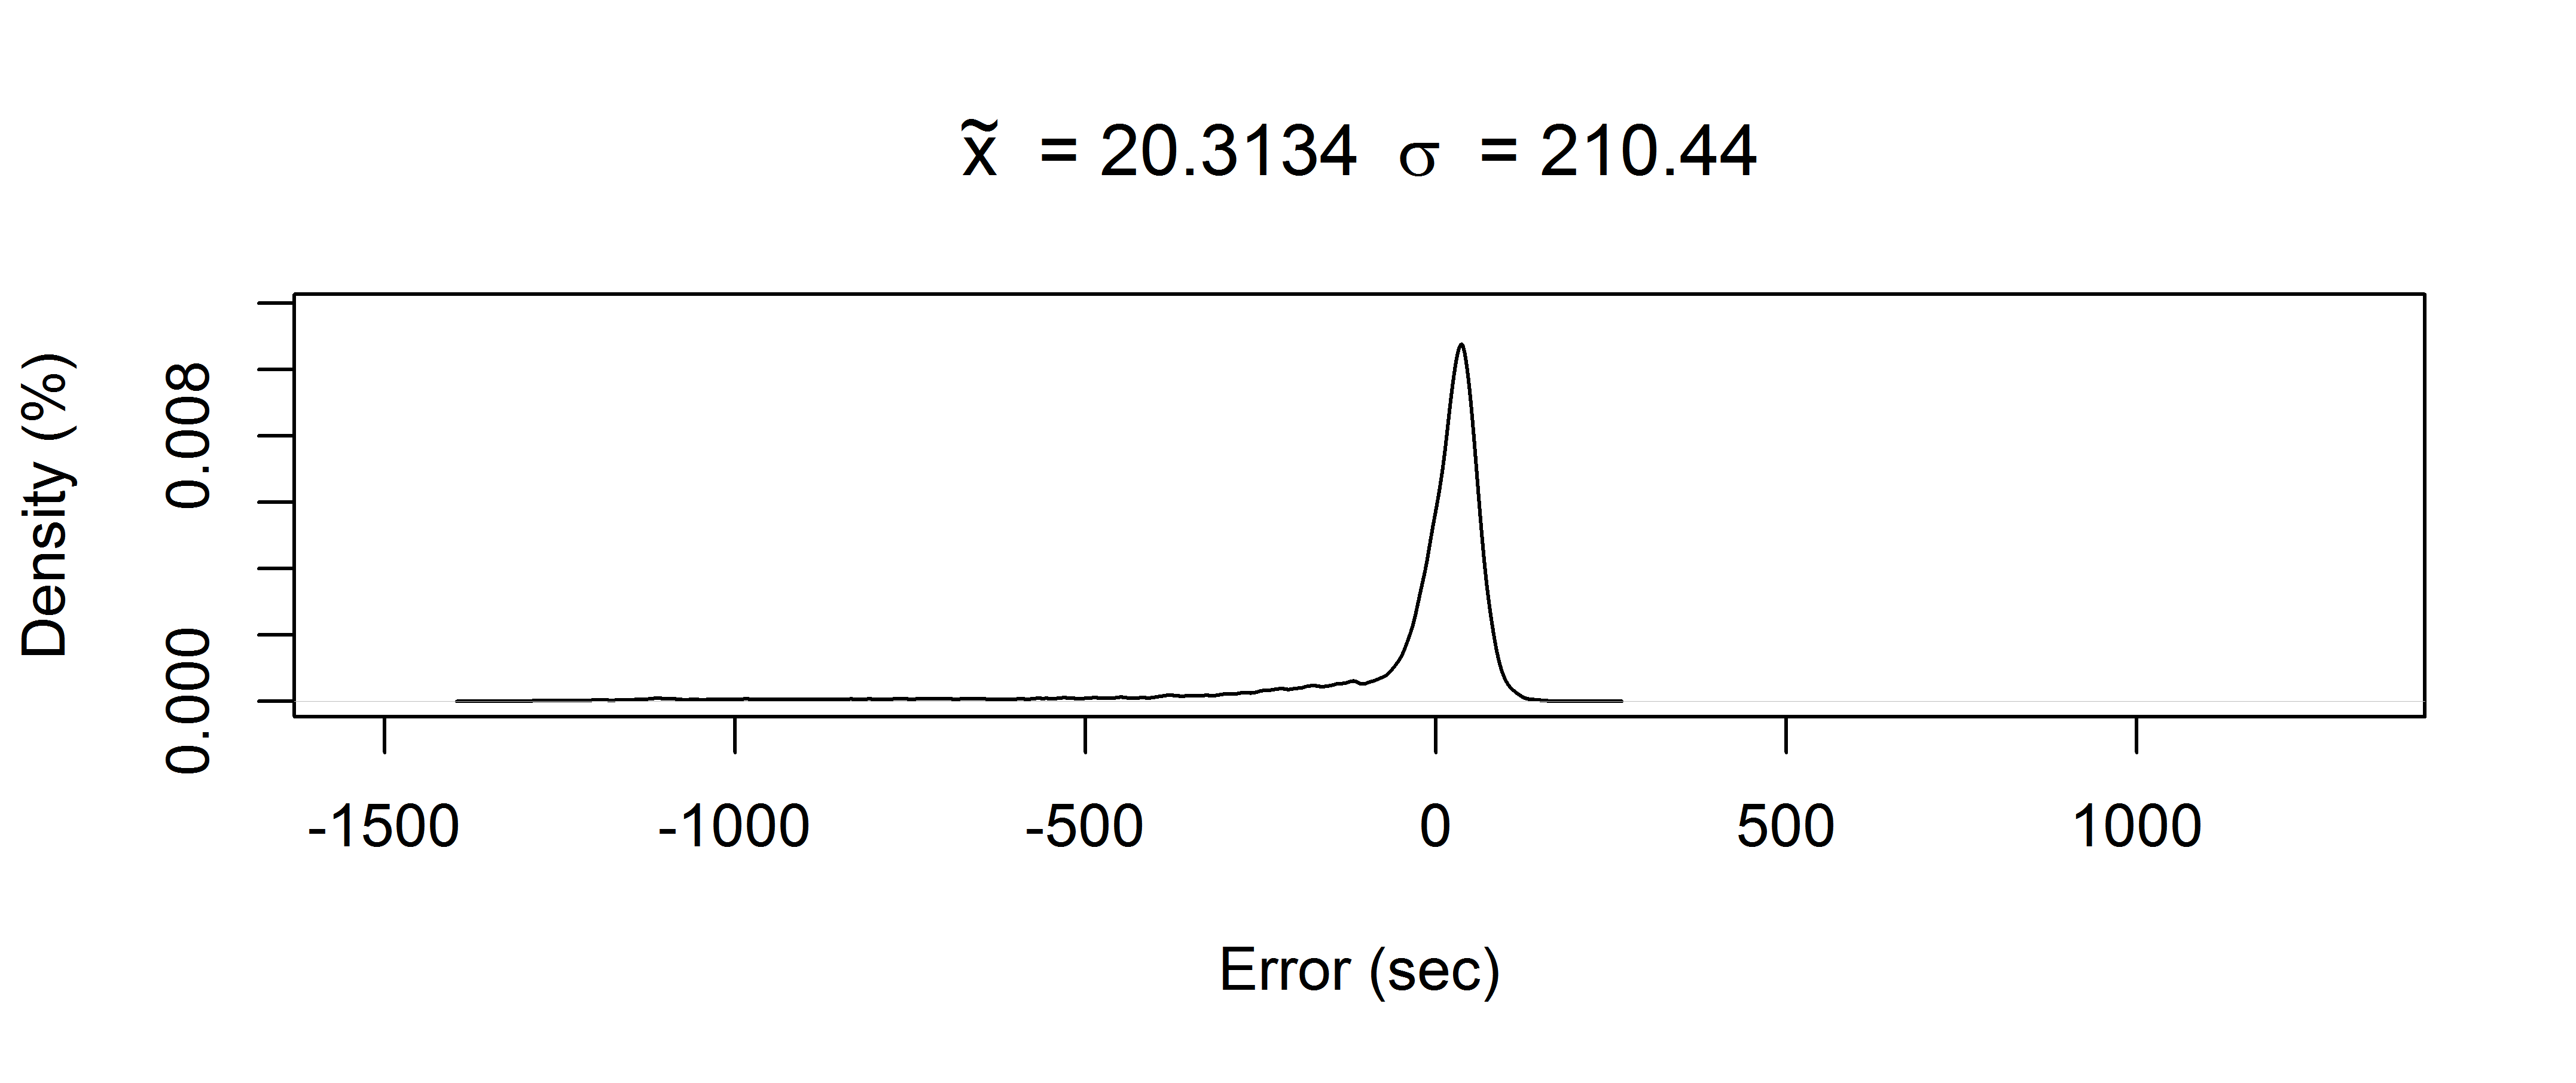 x̃ = 20.3134 σ = 210.44
Density (%)
0.008
0.000
-1500 -1000 -500 0 500 1000
Error (sec)